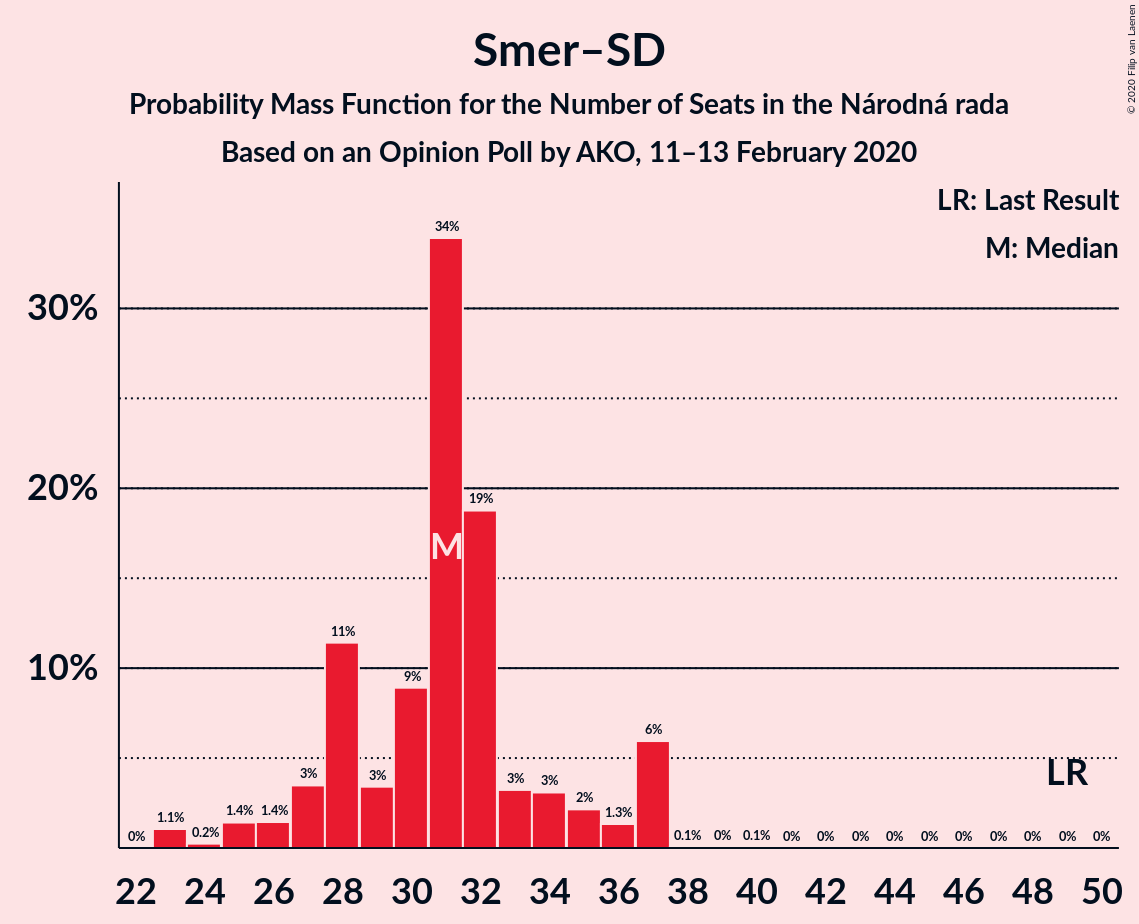 Smer–SD
Probability Mass Function for the Number of Seats in the Národná rada
Based on an Opinion Poll by AKO, 11–13 February 2020
© 2020 Filip van Laenen
LR: Last Result
M: Median
30%
20%
10%
0% 1.1% 0.2% 1.4% 1.4% 3% 11% 3% 9% 34% 19% 3% 3% 2% 1.3% 6% 0.1% 0% 0.1% 0% 0% 0% 0% 0% 0% 0% 0% 0% 0%
M
LR
22 24 26 28 30 32 34 36 38 40 42 44 46 48 50